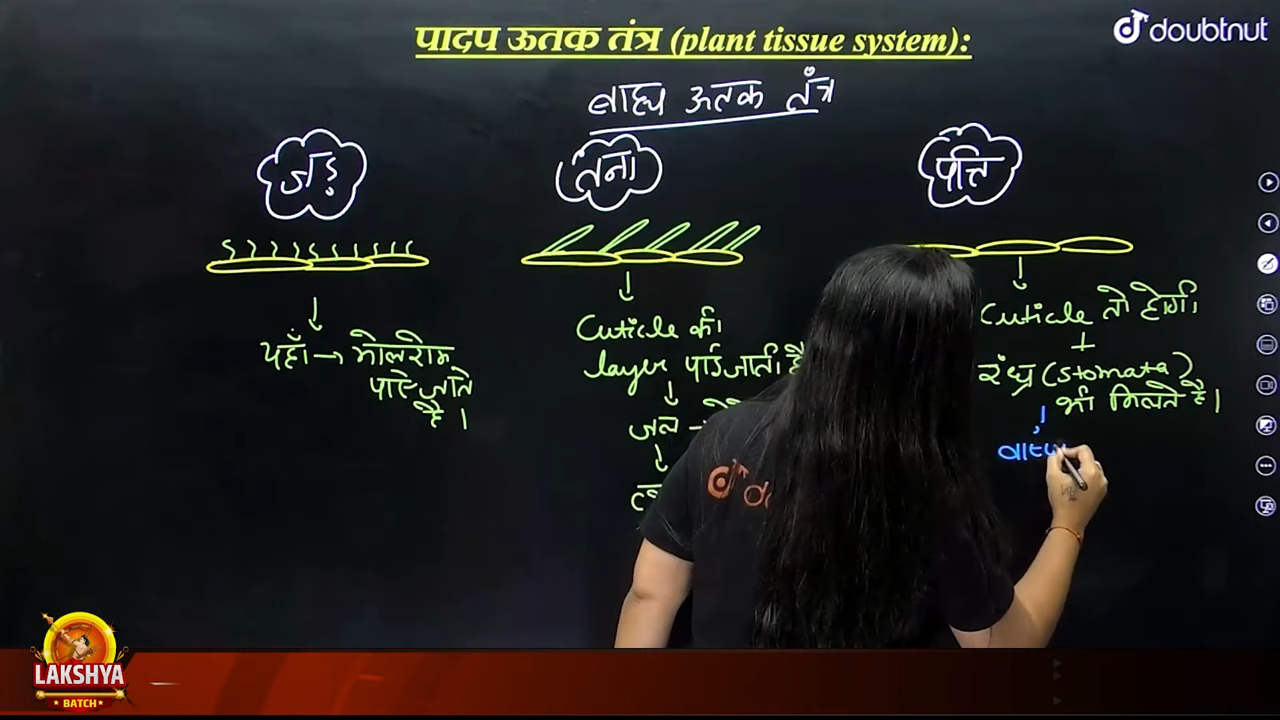 पादप ऊतक तंत्र (plant tissue system):
doubtnut
बाह्य ऊतक तंत्र
जड़
तना
पत्ति
यहाँ → मोलरोम
पाए जाते
है।
Cuticle की
layer पाई जाती है
जल →
Cuticle तो होगी
+
रंध्र (stomata)
भी मिलते है।
LAKSHYA
BATCH